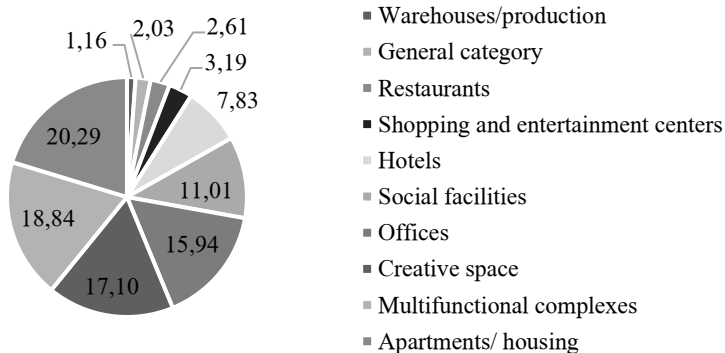 1,16
2,03
2,61
3,19
7,83
11,01
15,94
17,10
18,84
20,29
Warehouses/production
General category
Restaurants
Shopping and entertainment centers
Hotels
Social facilities
Offices
Creative space
Multifunctional complexes
Apartments/ housing